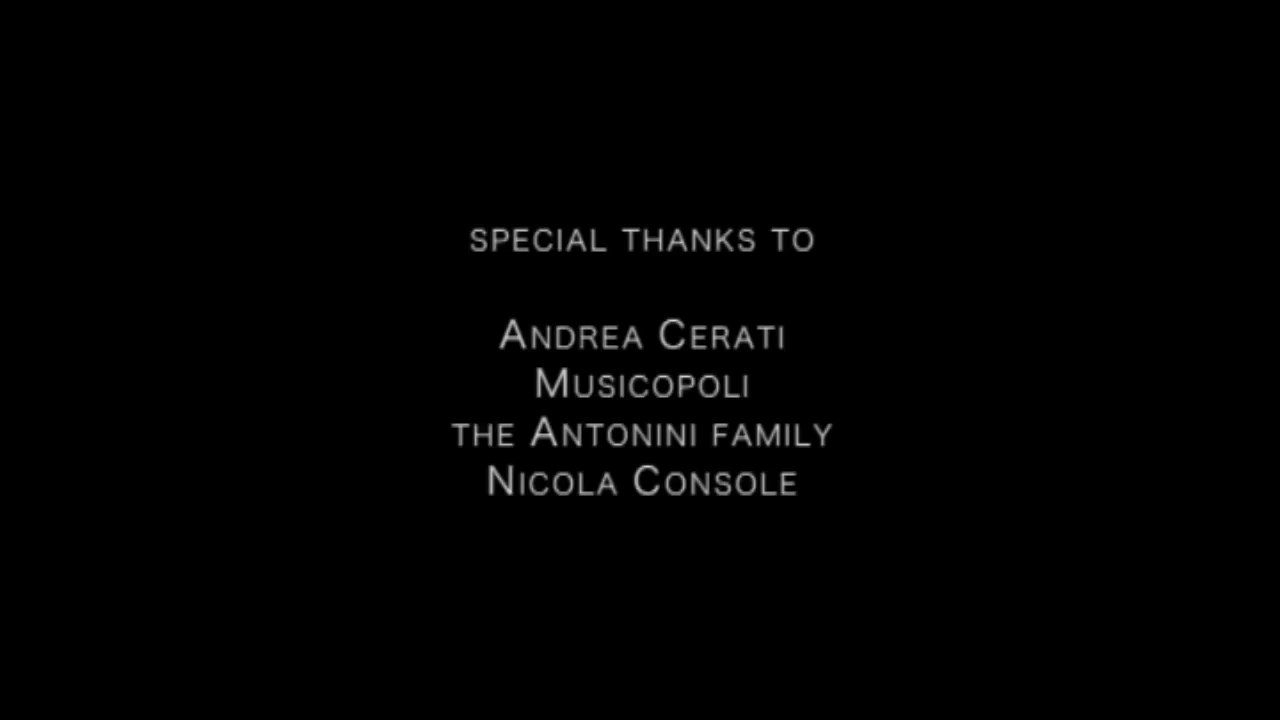 SPECIAL THANKS TO
ANDREA CERATI
MUSICOPOLI
THE ANTONINI FAMILY
NICOLA CONSOLE